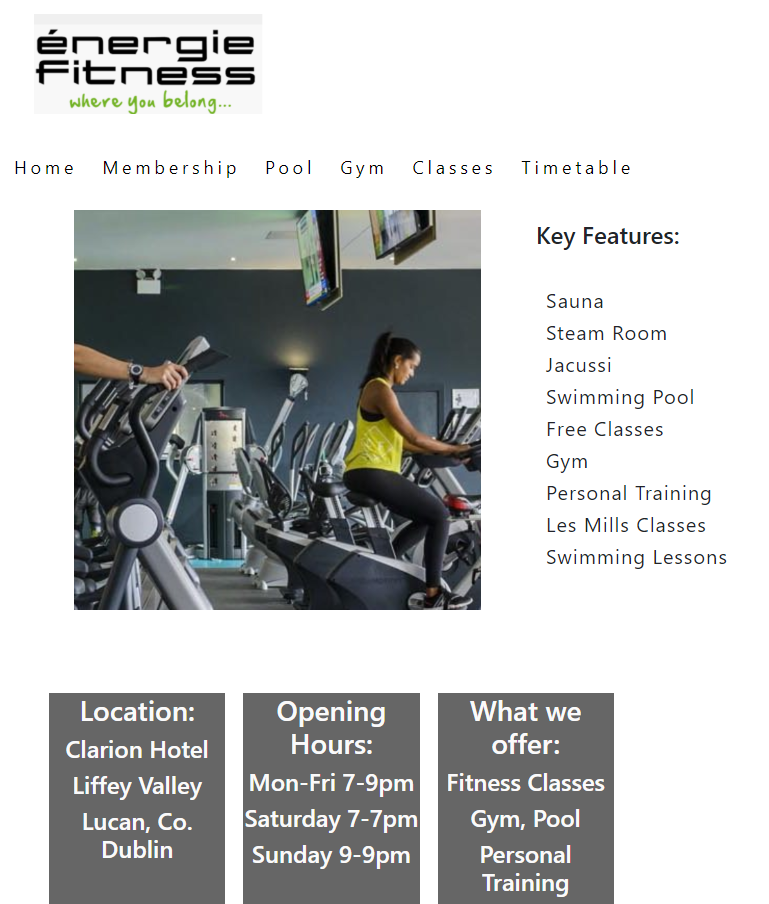 énergie
fitness
where you belong...
Home Membership Pool Gym Classes Timetable
Key Features:
Sauna
Steam Room
Jacussi
Swimming Pool
Free Classes
Gym
Personal Training
Les Mills Classes
Swimming Lessons
Location:
Clarion Hotel
Liffey Valley
Lucan, Co.
Dublin
Opening
Hours:
Mon-Fri 7-9pm
Saturday 7-7pm
Sunday 9-9pm
What we
offer:
Fitness Classes
Gym, Pool
Personal
Training